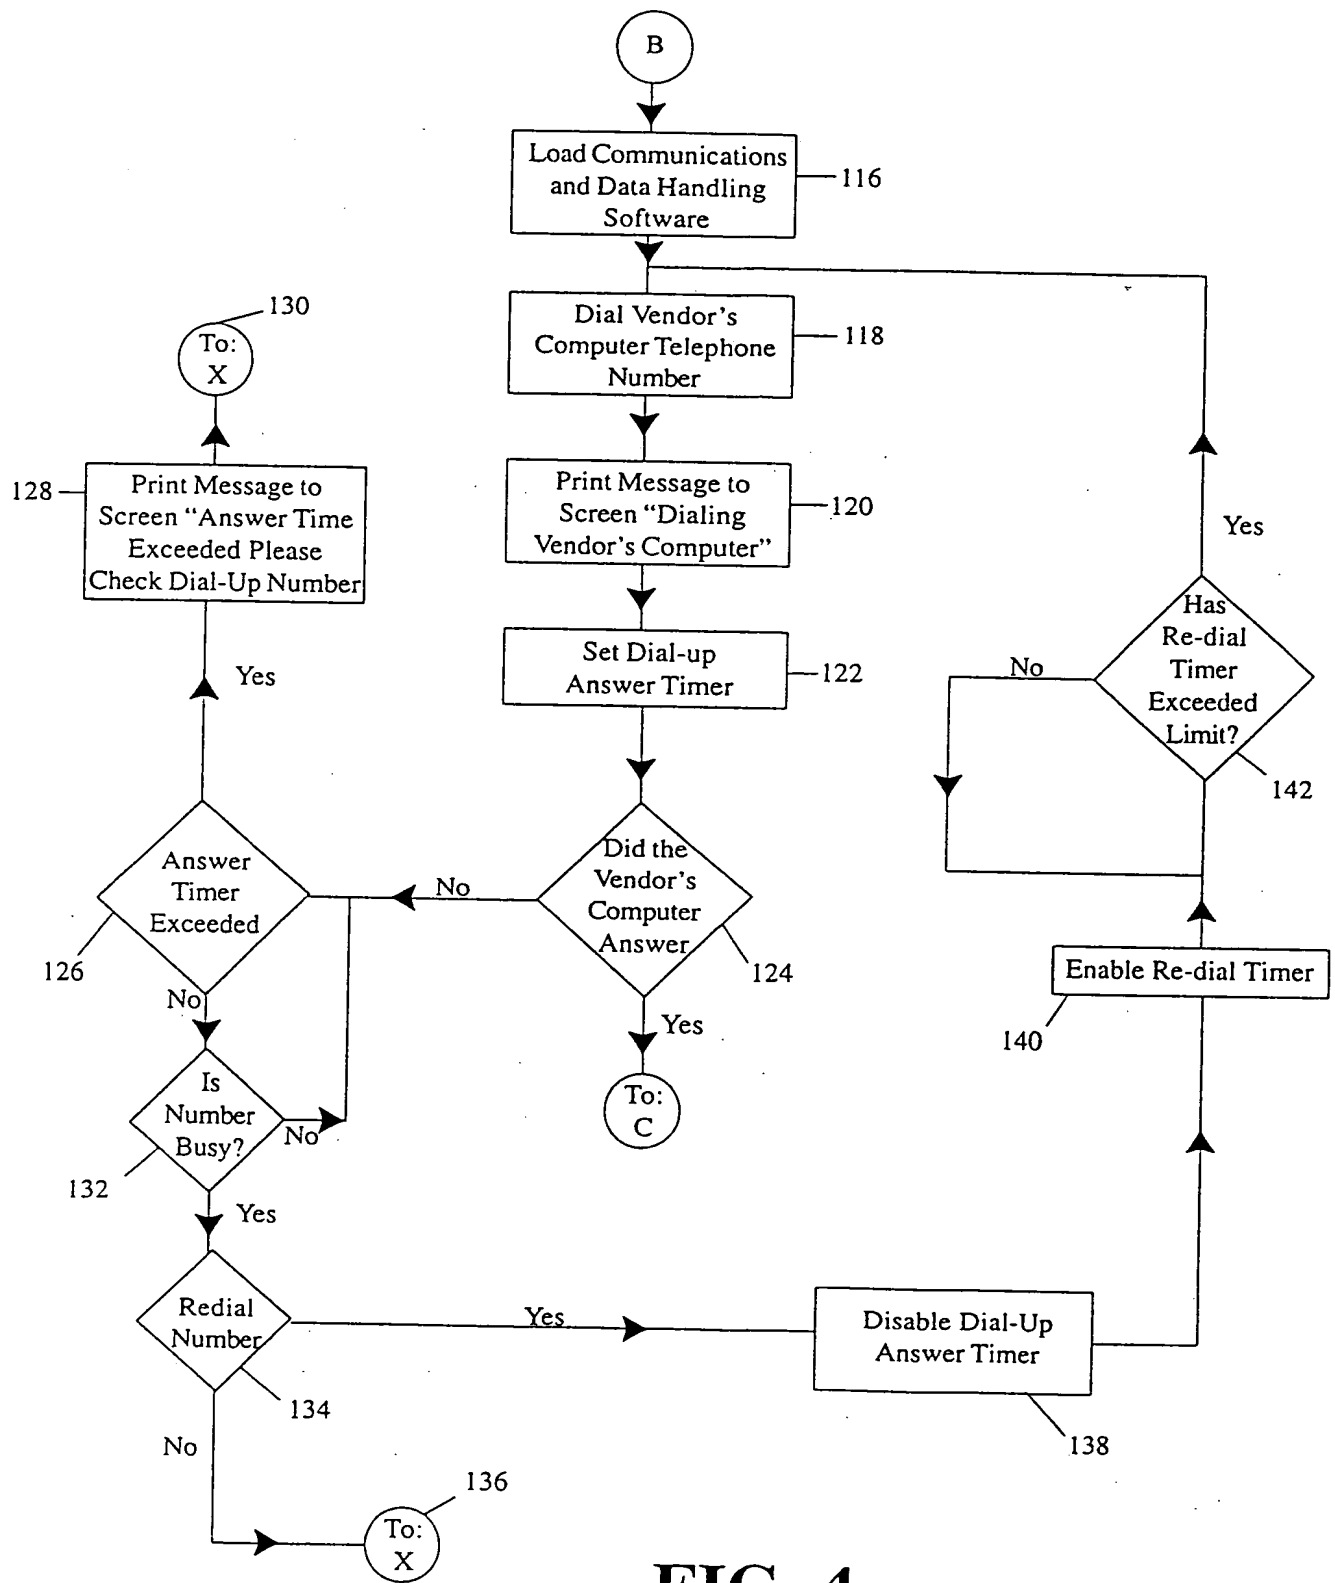 B
Load Communications
and Data Handling
Software
116
Dial Vendor's
Computer Telephone
Number
118
130
To:
X
128
Print Message to
Screen “Answer Time
Exceeded Please
Check Dial-Up Number
Print Message to
Screen “Dialing
Vendor's Computer”
120
Yes
Has
Re-dial
Timer
Exceeded
Limit?
No
142
Yes
Set Dial-up
Answer Timer
122
Answer
Timer
Exceeded
126
No
Did the
Vendor's
Computer
Answer
124
No
Yes
To:
C
Enable Re-dial Timer
140
Is
Number
Busy?
No
132
Yes
Redial
Number
134
Yes
Disable Dial-Up
Answer Timer
138
No
136
To:
X
FIG. 4